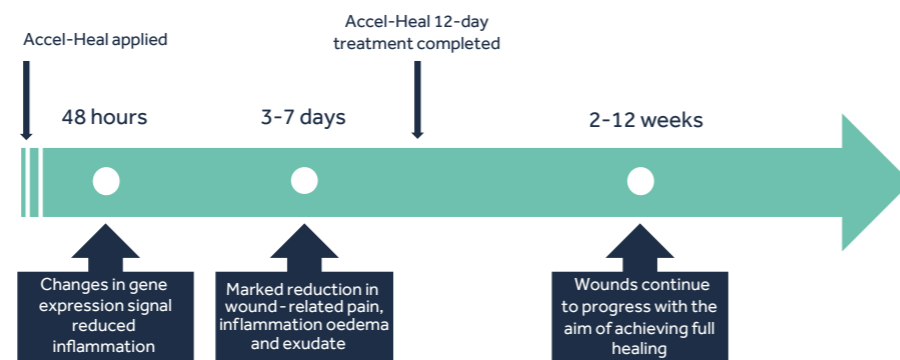 Accel-Heal applied
Accel-Heal 12-day
treatment completed
48 hours
3-7 days
2-12 weeks
Changes in gene
expression signal
reduced
inflammation
Marked reduction in
wound-related pain,
inflammation oedema
and exudate
Wounds continue
to progress with the
aim of achieving full
healing